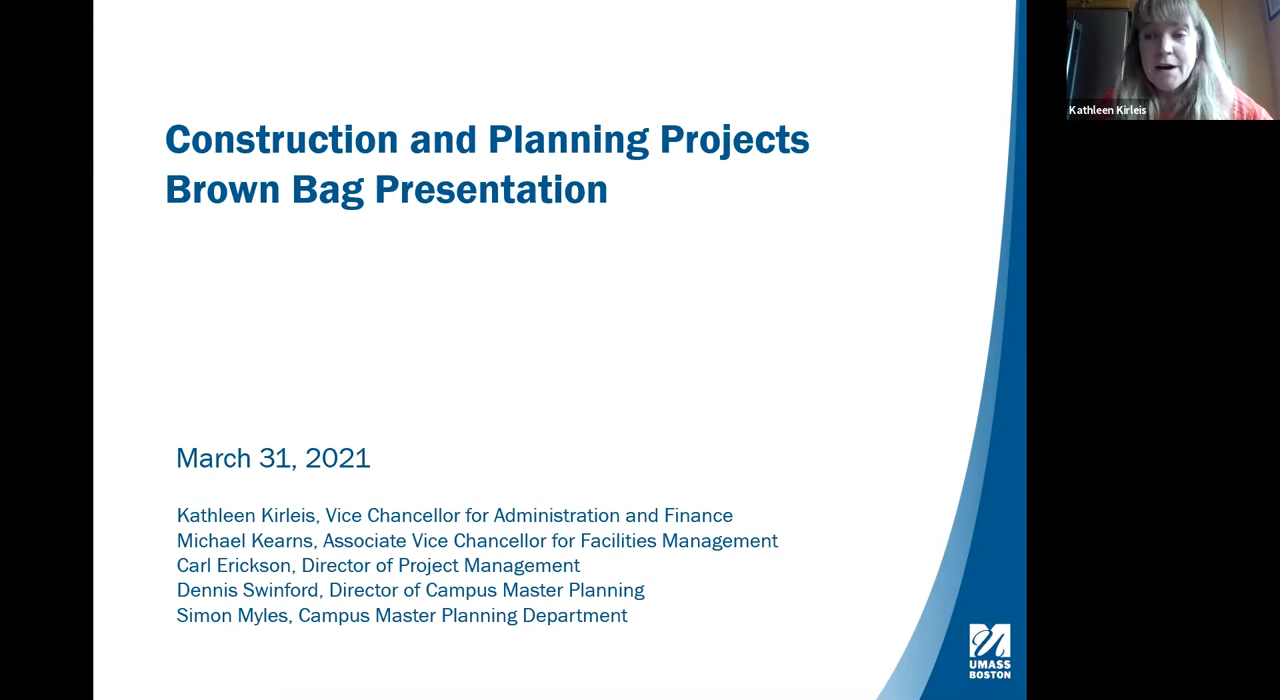 Construction and Planning Projects
Brown Bag Presentation
March 31, 2021
Kathleen Kirleis, Vice Chancellor for Administration and Finance
Michael Kearns, Associate Vice Chancellor for Facilities Management
Carl Erickson, Director of Project Management
Dennis Swinford, Director of Campus Master Planning
Simon Myles, Campus Master Planning Department
UMASS
BOSTON
Kathleen Kirleis